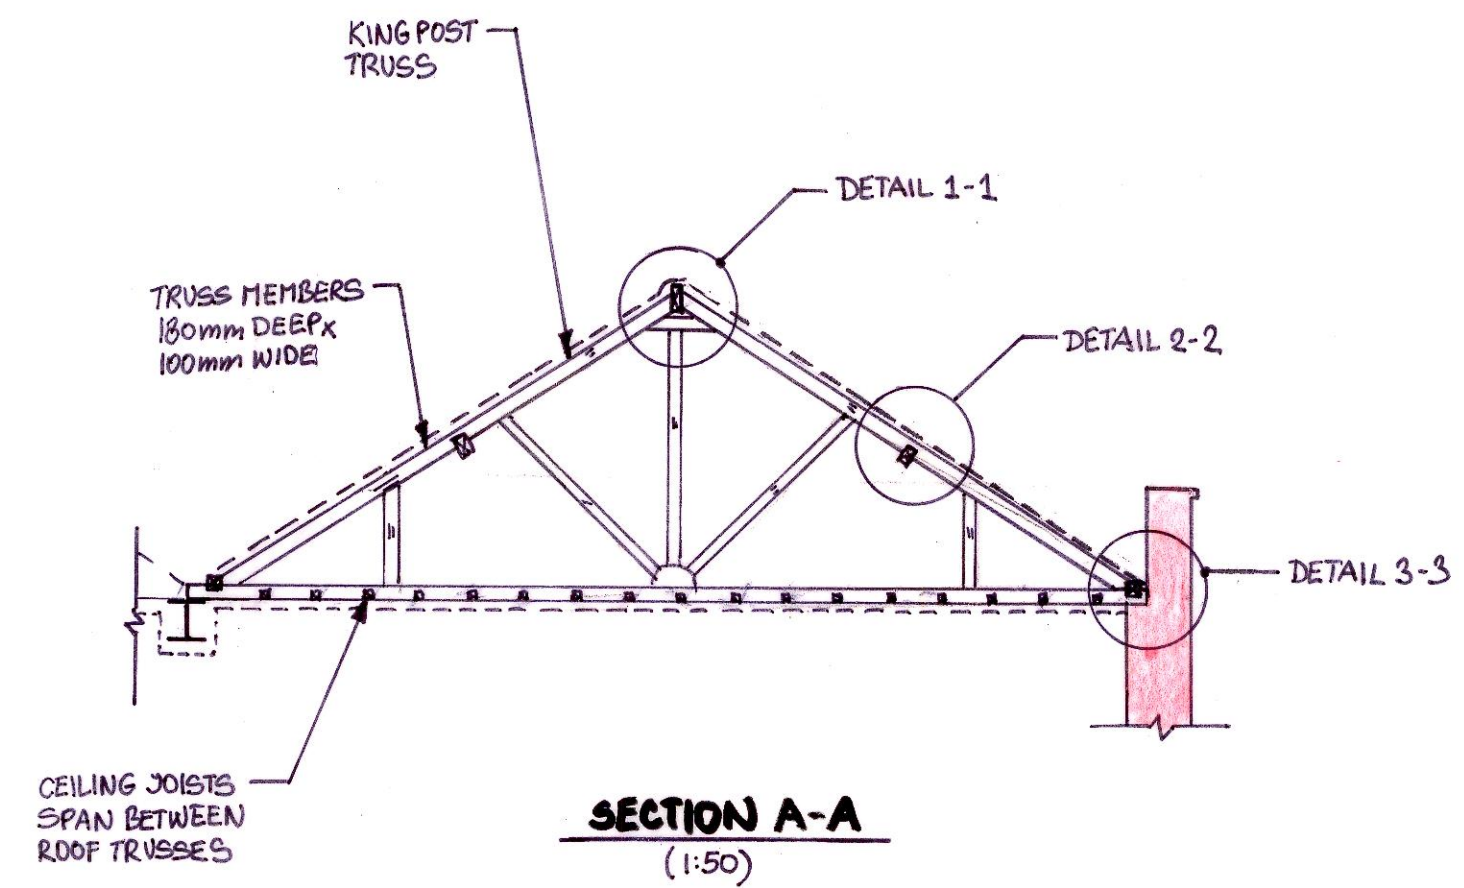 KING POST
TRUSS
DETAIL 1-1
TRUSS MEMBERS
180mm DEEP x
100mm WIDE
DETAIL 2-2
DETAIL 3-3
CEILING JOISTS
SPAN BETWEEN
ROOF TRUSSES
SECTION A-A
(1:50)